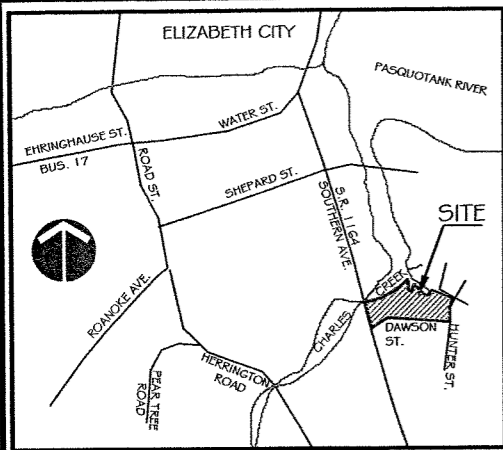 ELIZABETH CITY
PASQUOTANK RIVER
WATER ST.
EHRINGHAUSE ST.
BUS. 17
ROAD ST.
SHEPARD ST.
S.R. 1164
SOUTHERN AVE.
SITE
ROANOKE AVE.
CREEK
CHARLES
DAWSON
ST.
HUNTER ST.
HERRINGTON
ROAD
PEAR TREE
ROAD